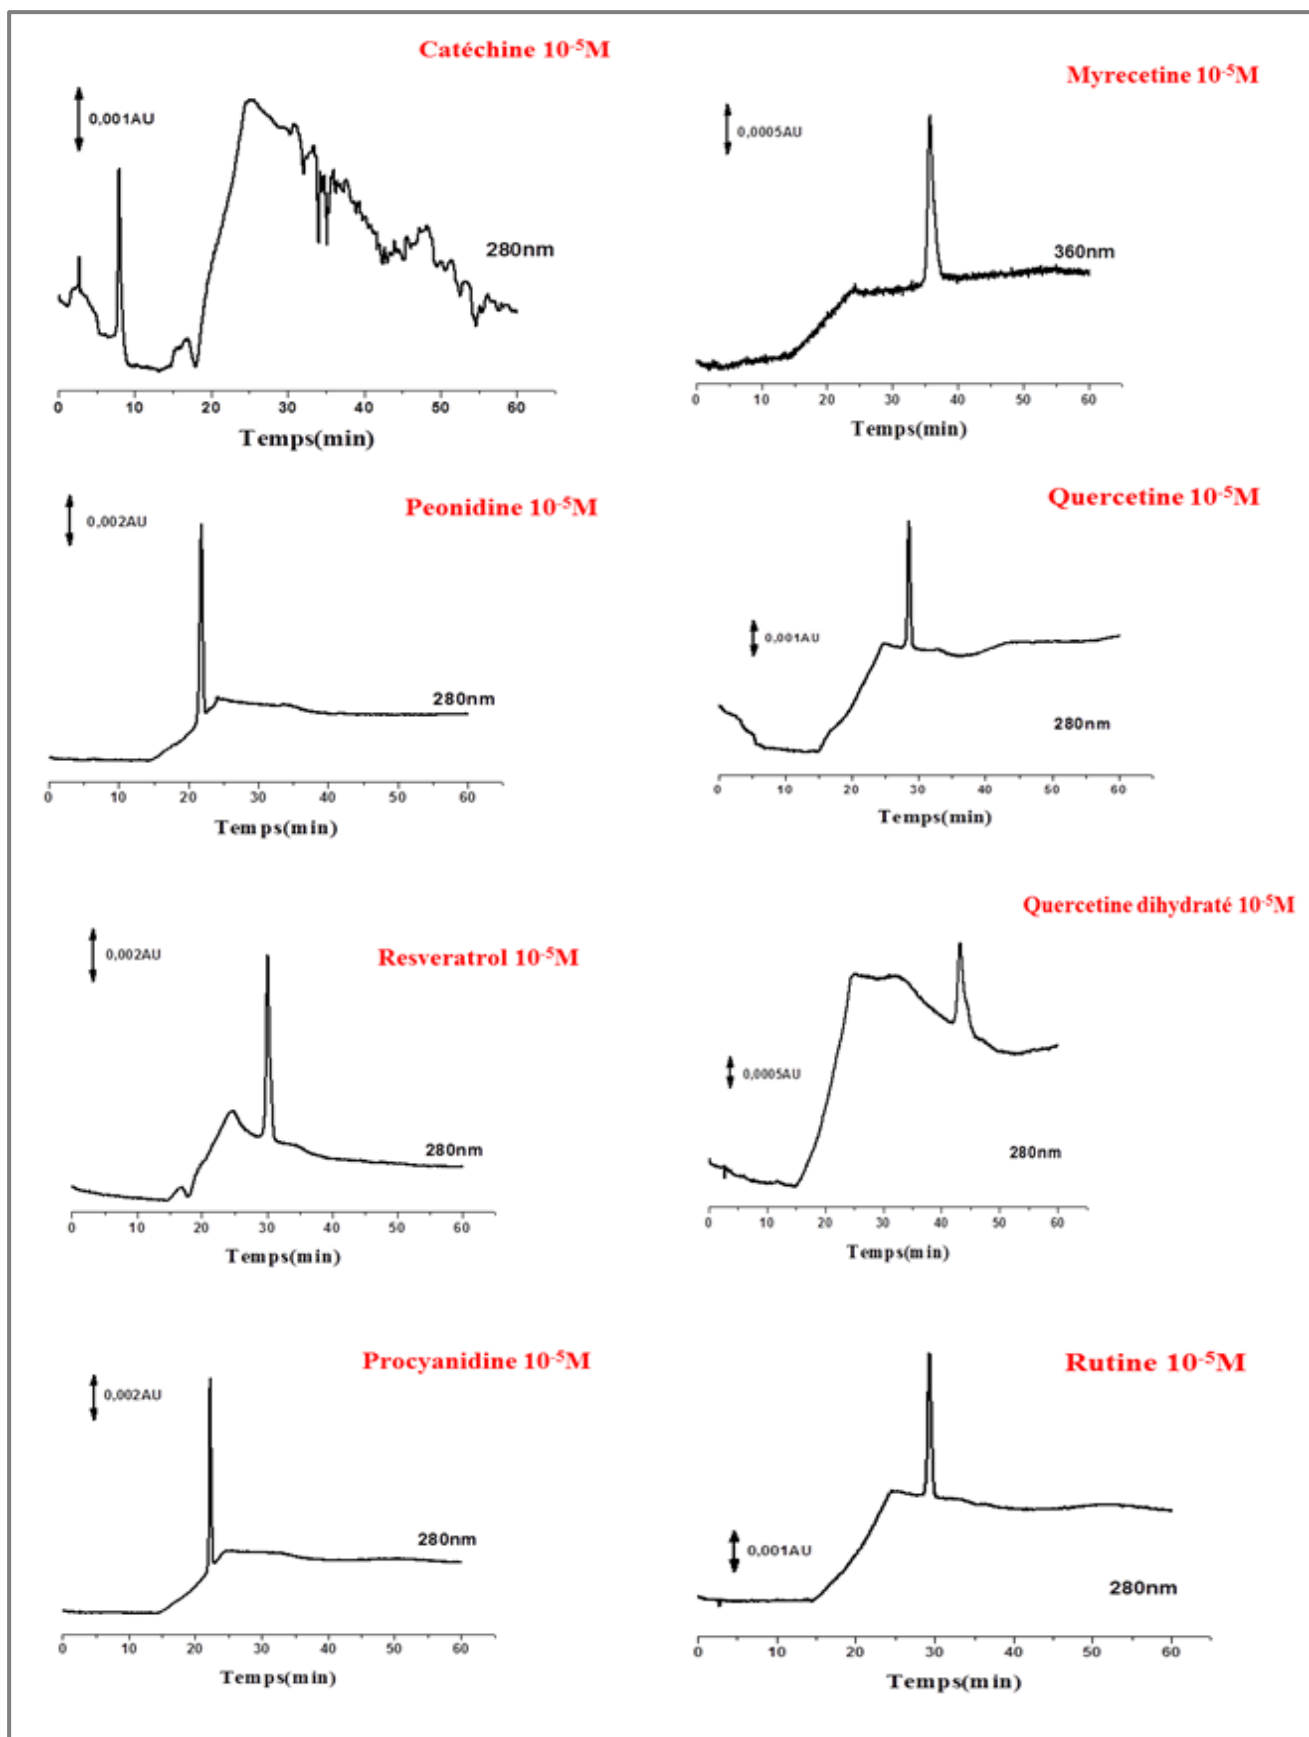 Catéchine 10-5M
0,001AU
280nm
0 10 20 30 40 50 60
Temps(min)
Myrecetine 10-5M
0,0005AU
360nm
0 10 20 30 40 50 60
Temps(min)
Peonidine 10-5M
0,002AU
280nm
0 10 20 30 40 50 60
Temps(min)
Quercetine 10-5M
0,001AU
280nm
0 10 20 30 40 50 60
Temps(min)
Resveratrol 10-5M
0,002AU
280nm
0 10 20 30 40 50 60
Temps(min)
Quercetine dihydraté 10-5M
0,0005AU
280nm
0 10 20 30 40 50 60
Temps(min)
Procyanidine 10-5M
0,002AU
280nm
0 10 20 30 40 50 60
Temps(min)
Rutine 10-5M
0,001AU
280nm
0 10 20 30 40 50 60
Temps(min)